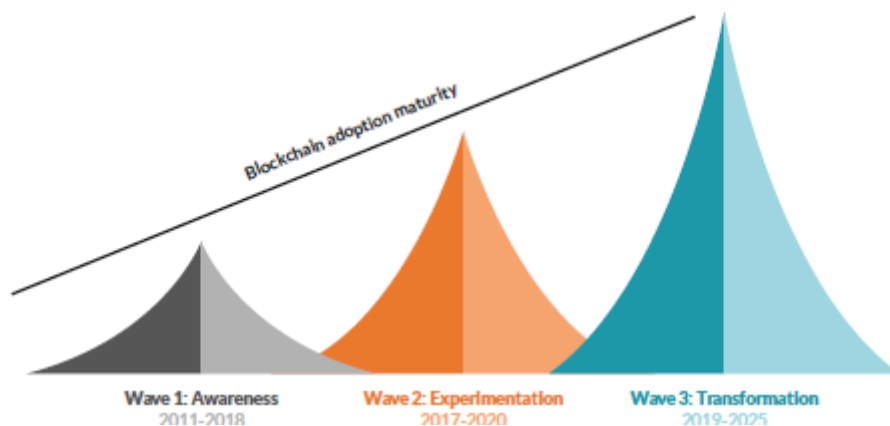 Blockchain adoption maturity
Wave 1: Awareness
2011-2018
Wave 2: Experimentation
2017-2020
Wave 3: Transformation
2019-2025